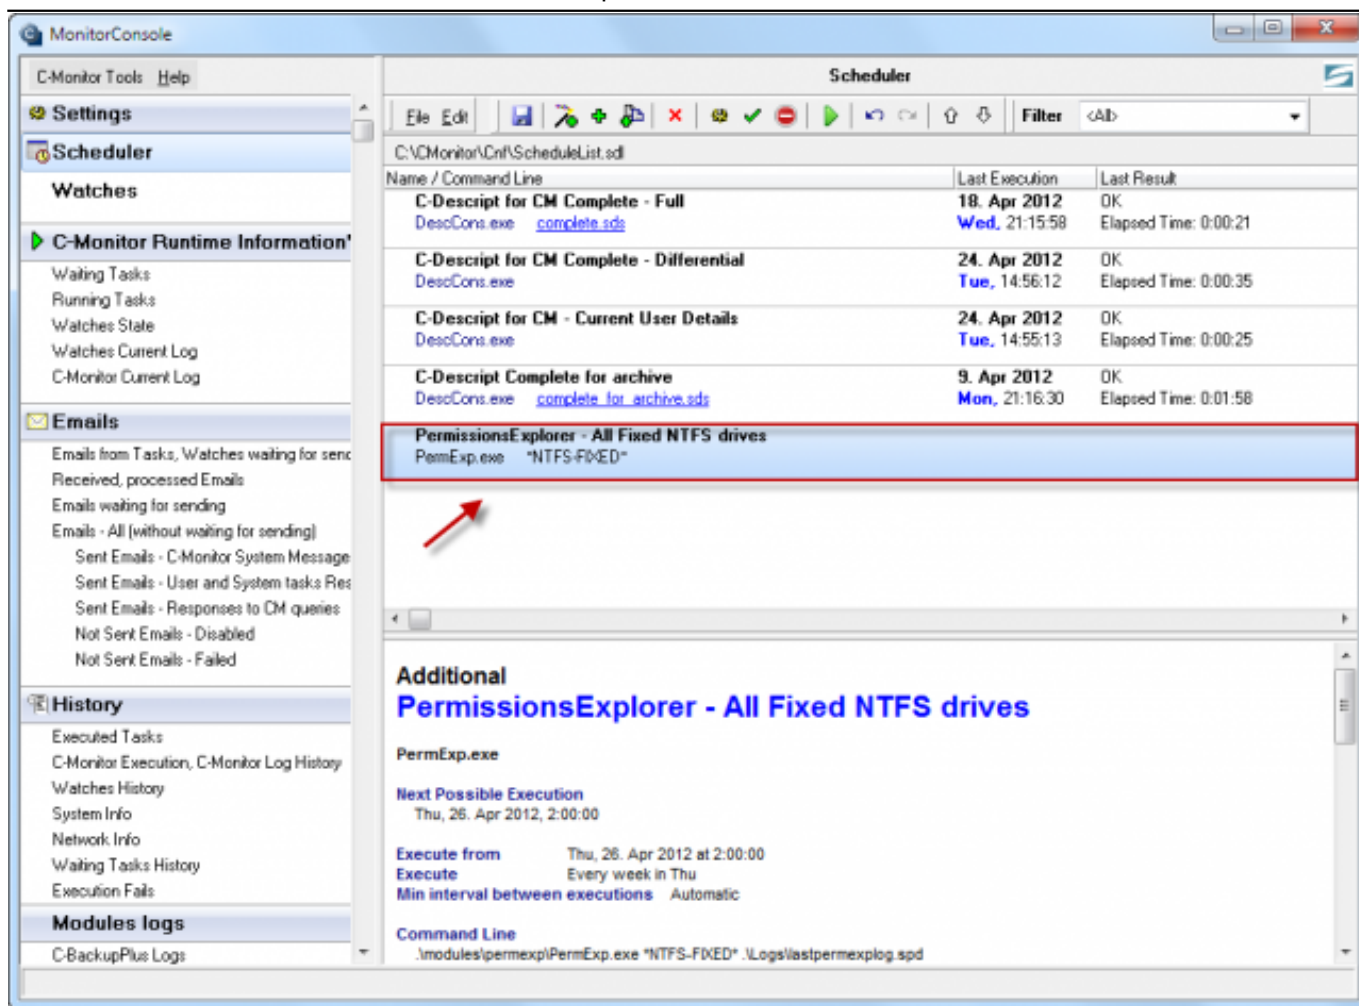 MonitorConsole
C-Monitor Tools Help
Scheduler
Settings
File Edit Filter <All>
Scheduler
C:\CMonitor\Cnf\ScheduleList.sdl
Watches
Name / Command Line Last Execution Last Result
C-Descript for CM Complete - Full 18. Apr 2012 OK
DescCons.exe complete.sds Wed, 21:15:58 Elapsed Time: 0:00:21
C-Descript for CM Complete - Differential 24. Apr 2012 OK
DescCons.exe Tue, 14:56:12 Elapsed Time: 0:00:35
C-Descript for CM - Current User Details 24. Apr 2012 OK
DescCons.exe Tue, 14:55:13 Elapsed Time: 0:00:25
C-Descript Complete for archive 9. Apr 2012 OK
DescCons.exe complete_for_archive.sds Mon, 21:16:30 Elapsed Time: 0:01:58
PermissionsExplorer - All Fixed NTFS drives
PermExp.exe *NTFS-FIXED*
C-Monitor Runtime Information'
Waiting Tasks
Running Tasks
Watches State
Watches Current Log
C-Monitor Current Log
Emails
Emails from Tasks, Watches waiting for senc
Received, processed Emails
Emails waiting for sending
Emails - All (without waiting for sending)
Sent Emails - C-Monitor System Message
Sent Emails - User and System tasks Res
Sent Emails - Responses to CM queries
Not Sent Emails - Disabled
Not Sent Emails - Failed
History
Executed Tasks
C-Monitor Execution, C-Monitor Log History
Watches History
System Info
Network Info
Waiting Tasks History
Execution Fails
Modules logs
C-BackupPlus Logs
Additional
PermissionsExplorer - All Fixed NTFS drives
PermExp.exe
Next Possible Execution
Thu, 26. Apr 2012, 2:00:00
Execute from Thu, 26. Apr 2012 at 2:00:00
Execute Every week in Thu
Min interval between executions Automatic
Command Line
.\modules\permexp\PermExp.exe *NTFS-FIXED* .\Logs\lastpermexplog.spd